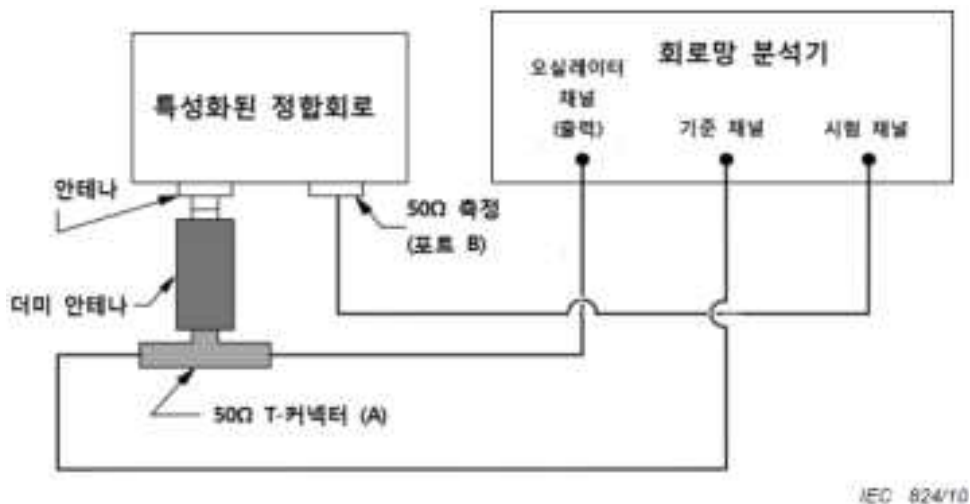 회로망 분석기
오실레이터
채널
(출력)
기준 채널
시험 채널
특성화된 정합회로
안테나
50Ω 측정
(포트 B)
더미 안테나
50Ω T-커넥터 (A)
IEC 824/10